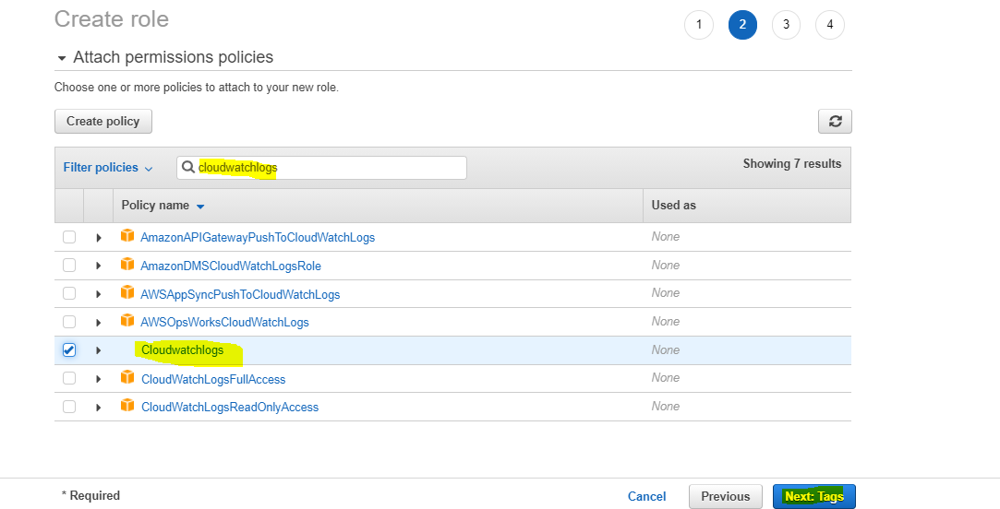 Create role
1 2 3 4
Attach permissions policies
Choose one or more policies to attach to your new role.
Create policy
Filter policies cloudwatchlogs Showing 7 results
Policy name Used as
AmazonAPIGatewayPushToCloudWatchLogs None
AmazonDMSCloudWatchLogsRole None
AWSAppSyncPushToCloudWatchLogs None
AWSOpsWorksCloudWatchLogs None
Cloudwatchlogs None
CloudWatchLogsFullAccess None
CloudWatchLogsReadOnlyAccess None
* Required Cancel Previous Next: Tags